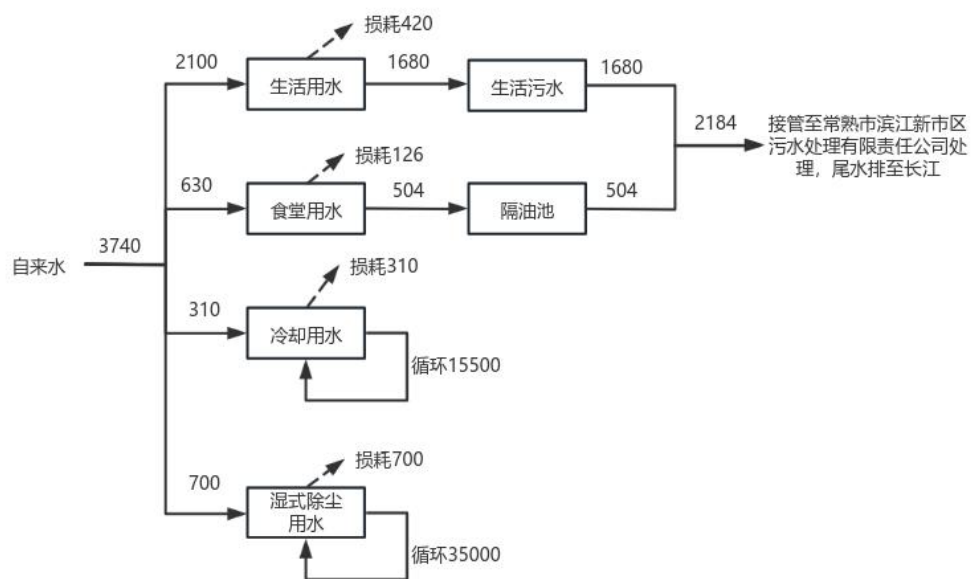 损耗420
2100
生活用水
1680
生活污水
1680
2184
接管至常熟市滨江新市区
污水处理有限责任公司处
理，尾水排至长江
损耗126
630
食堂用水
504
隔油池
504
自来水
3740
损耗310
310
冷却用水
循环15500
损耗700
700
湿式除尘
用水
循环35000